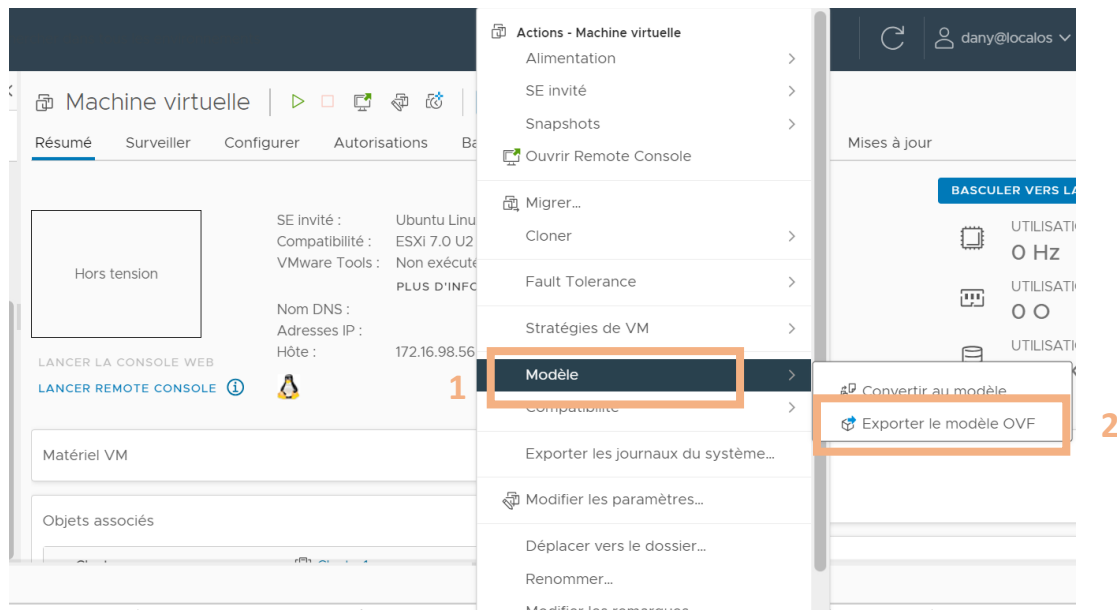 Actions - Machine virtuelle
dany@localos
Alimentation
SE invité
Snapshots
Ouvrir Remote Console
Migrer...
Cloner
Fault Tolerance
Stratégies de VM
Modèle
Compatibilité
Exporter les journaux du système...
Modifier les paramètres...
Déplacer vers le dossier...
Renommer...
Modifier les remarques
1
Convertir au modèle
Exporter le modèle OVF
2
Machine virtuelle
Résumé Surveiller Configurer Autorisations Ba
Mises à jour
Hors tension
LANCER LA CONSOLE WEB
LANCER REMOTE CONSOLE
SE invité : Ubuntu Linu
Compatibilité : ESXi 7.0 U2
VMware Tools : Non exécuté
PLUS D'INFO
Nom DNS :
Adresses IP :
Hôte : 172.16.98.56
BASCULER VERS LA
UTILISATI
0 Hz
UTILISATI
0 O
UTILISATI
Matériel VM
Objets associés